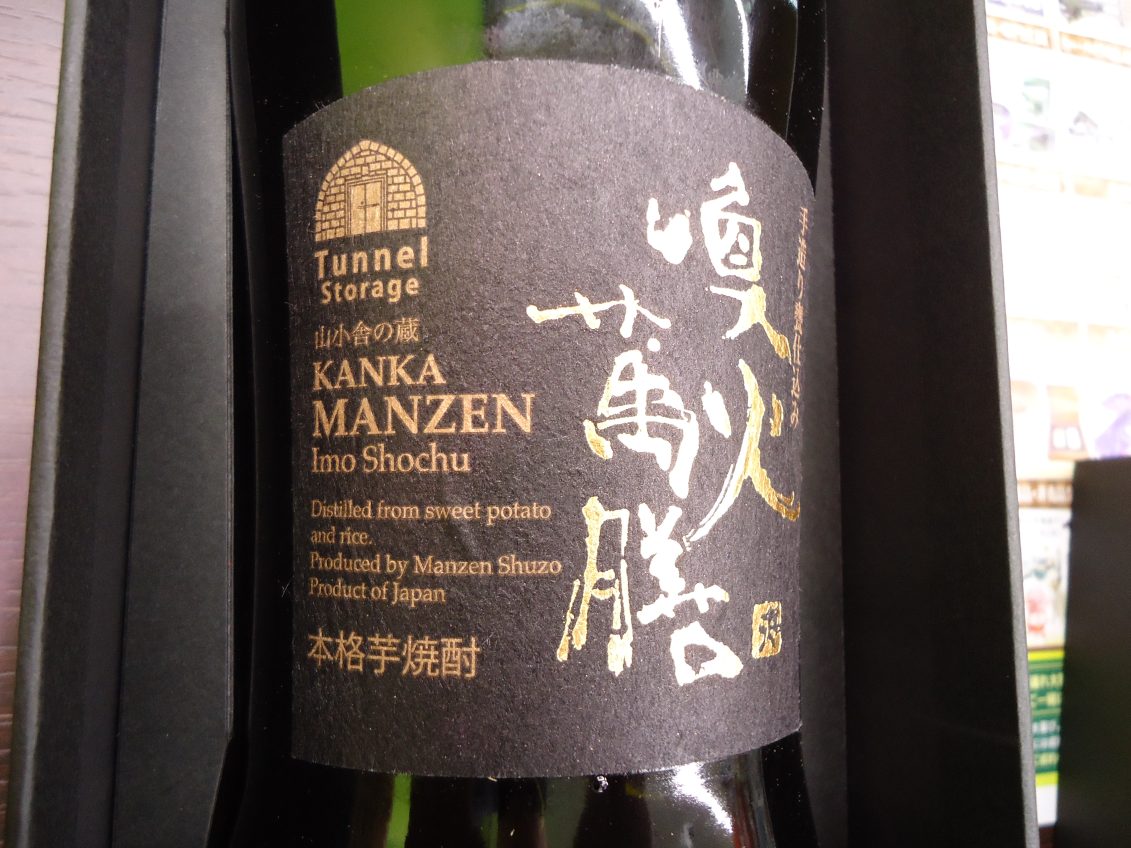 Tunnel
Storage
山小舎の蔵
KANKA
MANZEN
Imo Shochu
Distilled from sweet potato
and rice.
Produced by Manzen Shuzo
Product of Japan
本格芋焼酎
喚火
萬膳